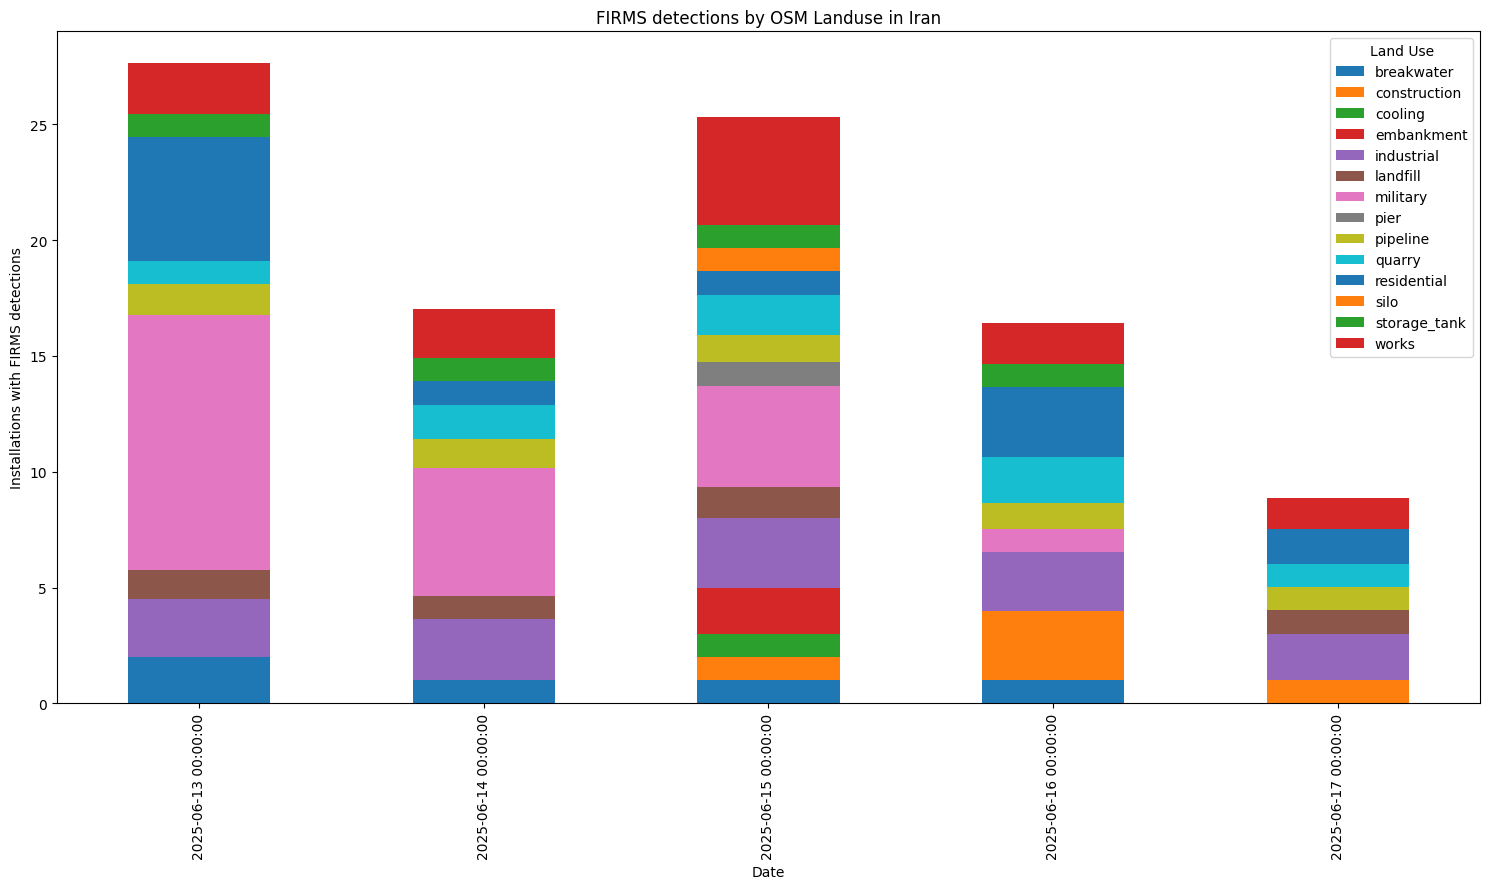 FIRMS detections by OSM Landuse in Iran
Installations with FIRMS detections
25
20
15
10
5
0
Land Use
breakwater
construction
cooling
embankment
industrial
landfill
military
pier
pipeline
quarry
residential
silo
storage_tank
works
2025-06-13 00:00:00
2025-06-14 00:00:00
2025-06-15 00:00:00
2025-06-16 00:00:00
2025-06-17 00:00:00
Date